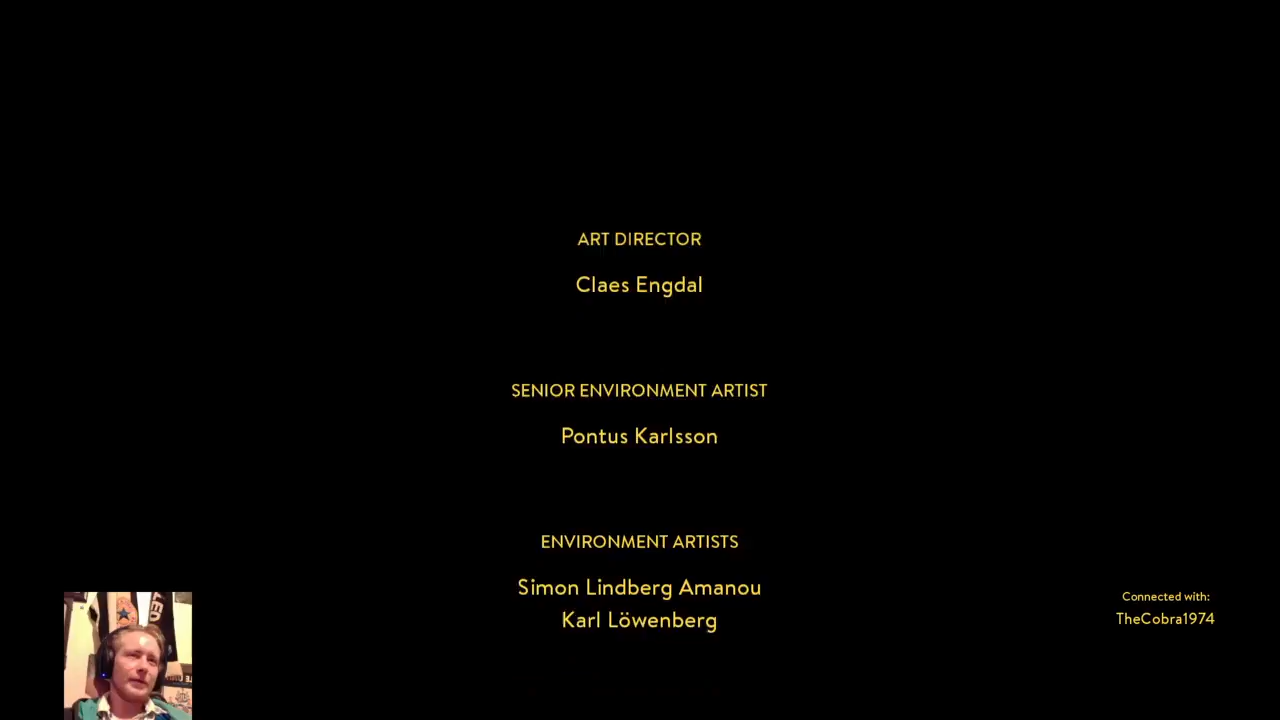 ART DIRECTOR
Claes Engdal
SENIOR ENVIRONMENT ARTIST
Pontus Karlsson
ENVIRONMENT ARTISTS
Simon Lindberg Amanou
Karl Löwenberg
Connected with:
TheCobra1974